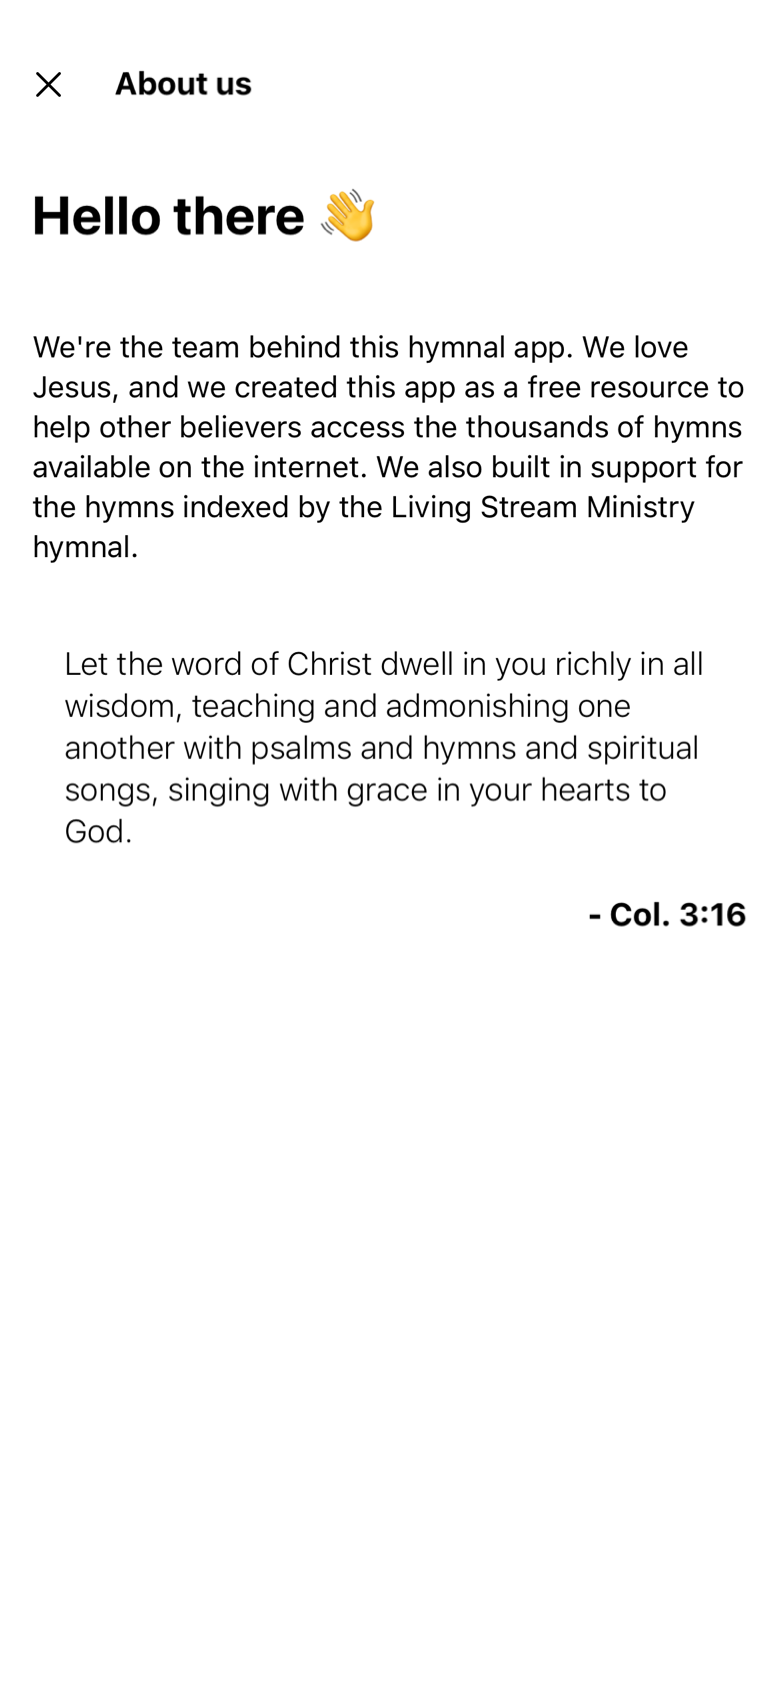 About us
Hello there 👋
We're the team behind this hymnal app. We love
Jesus, and we created this app as a free resource to
help other believers access the thousands of hymns
available on the internet. We also built in support for
the hymns indexed by the Living Stream Ministry
hymnal.
Let the word of Christ dwell in you richly in all
wisdom, teaching and admonishing one
another with psalms and hymns and spiritual
songs, singing with grace in your hearts to
God.
- Col. 3:16